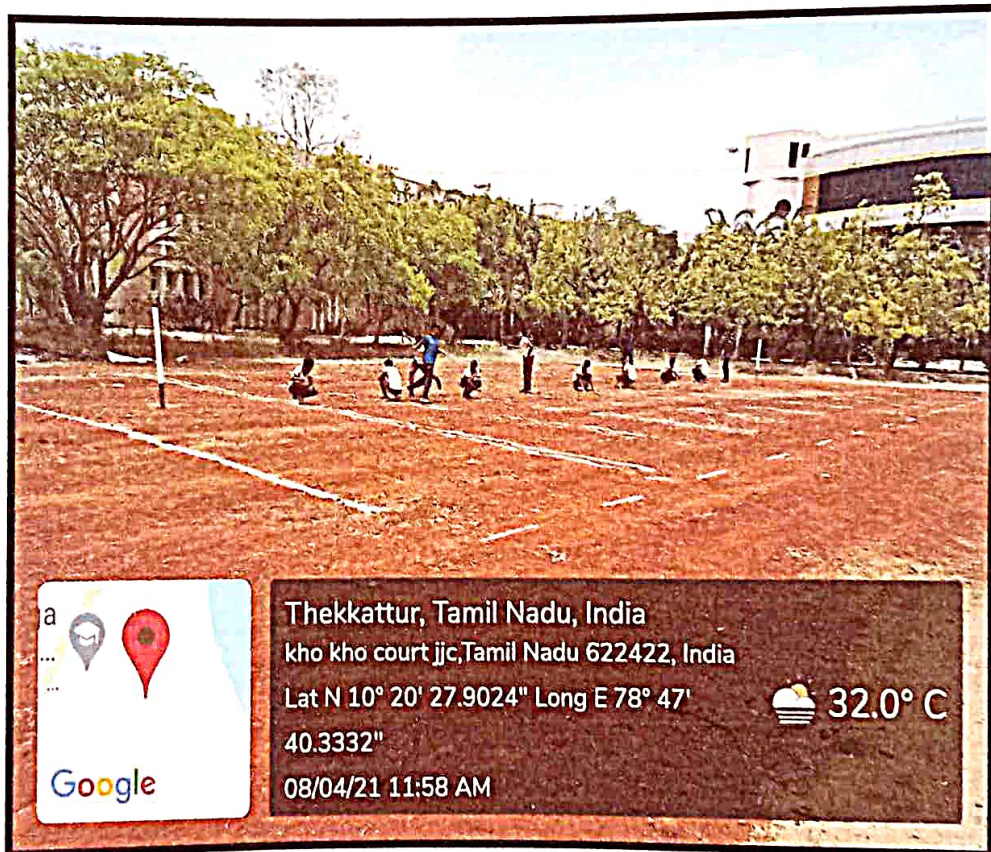 a
...
...
Google
Thekkattur, Tamil Nadu, India
kho kho court jjc,Tamil Nadu 622422, India
Lat N 10° 20' 27.9024" Long E 78° 47'
40.3332"
08/04/21 11:58 AM
32.0° C